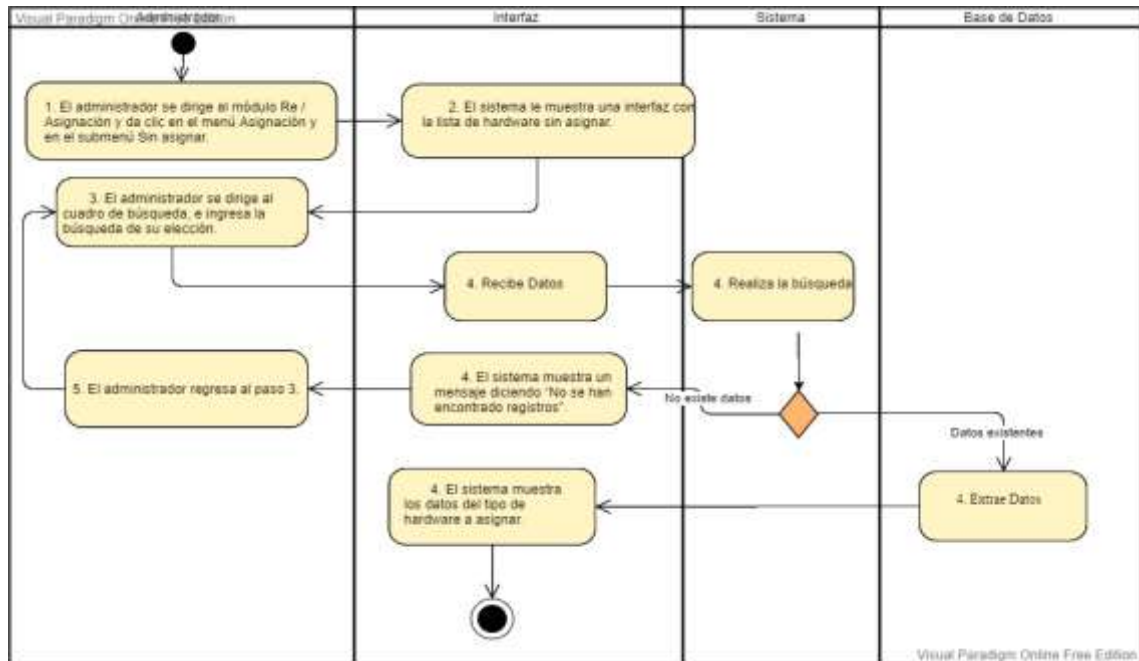 Visual Paradigm Online Free Edition
Administrador
Interfaz
Sistema
Base de Datos
1. El administrador se dirige al módulo Re /
Asignación y da clic en el menú Asignación y
en el submenú Sin asignar.
2. El sistema le muestra una interfaz con
la lista de hardware sin asignar.
3. El administrador se dirige al
cuadro de búsqueda, e ingresa la
búsqueda de su elección.
4. Recibe Datos
4. Realiza la búsqueda
5. El administrador regresa al paso 3.
4. El sistema muestra un
mensaje diciendo "No se han
encontrado registros".
No existe datos
Datos existentes
4. El sistema muestra
los datos del tipo de
hardware a asignar
4. Extrae Datos
Visual Paradigm Online Free Edition